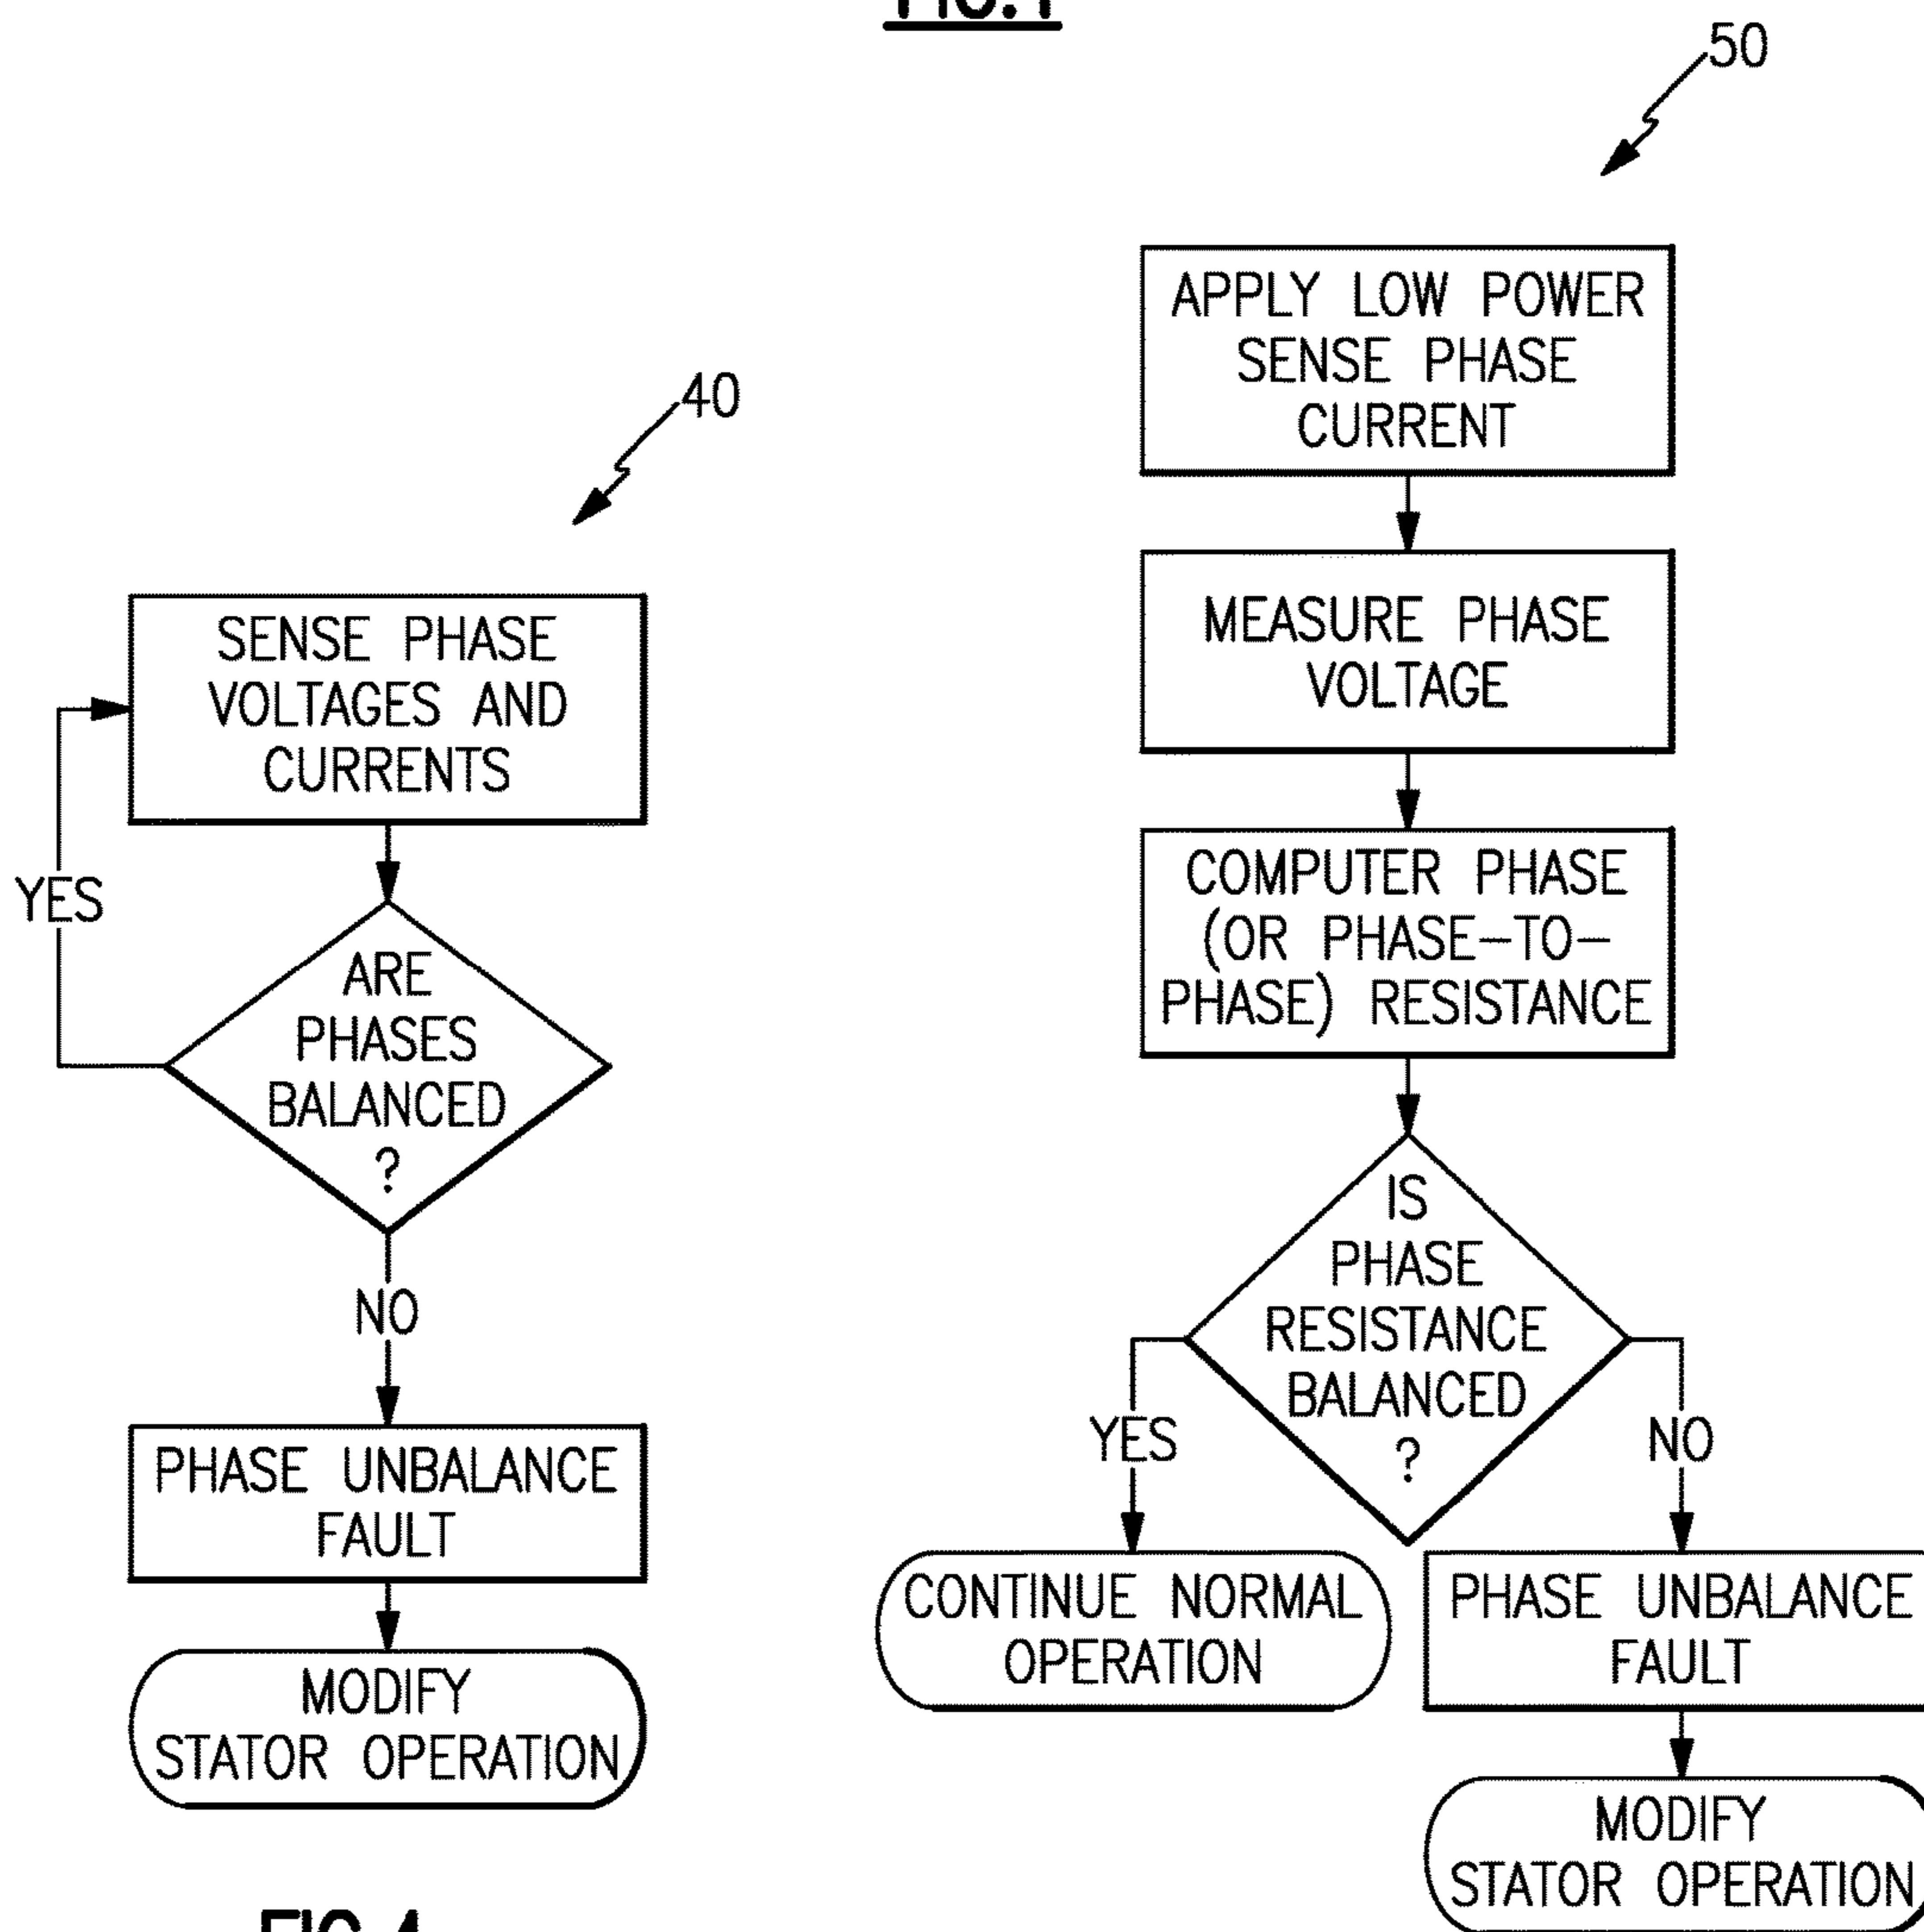 FIG.1
50
40
SENSE PHASE
VOLTAGES AND
CURRENTS
YES
ARE
PHASES
BALANCED
?
NO
PHASE UNBALANCE
FAULT
MODIFY
STATOR OPERATION
APPLY LOW POWER
SENSE PHASE
CURRENT
MEASURE PHASE
VOLTAGE
COMPUTER PHASE
(OR PHASE-TO-
PHASE) RESISTANCE
IS
PHASE
RESISTANCE
BALANCED
?
YES
NO
CONTINUE NORMAL
OPERATION
PHASE UNBALANCE
FAULT
MODIFY
STATOR OPERATION